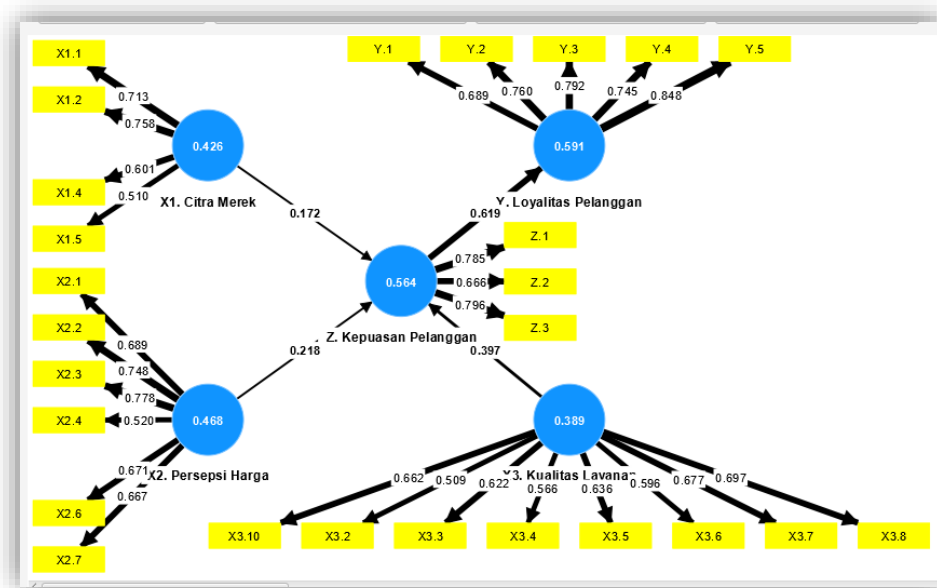 Y.1 Y.2 Y.3 Y.4 Y.5
X1.1
X1.2
X1.4
X1.5
0.713
0.758
0.601
0.510
0.426
X1. Citra Merek
0.689 0.760 0.792 0.745 0.848
0.591
Y. Loyalitas Pelanggan
0.172
0.619
0.564
Z. Kepuasan Pelanggan
0.785
0.666
0.796
Z.1
Z.2
Z.3
X2.1
X2.2
X2.3
X2.4
X2.6
X2.7
0.689
0.748
0.778
0.520
0.671
0.667
0.468
X2. Persepsi Harga
0.218
0.397
0.389
X3. Kualitas Layanan
0.662 0.509 0.622 0.566 0.636 0.596 0.677 0.697
X3.10 X3.2 X3.3 X3.4 X3.5 X3.6 X3.7 X3.8